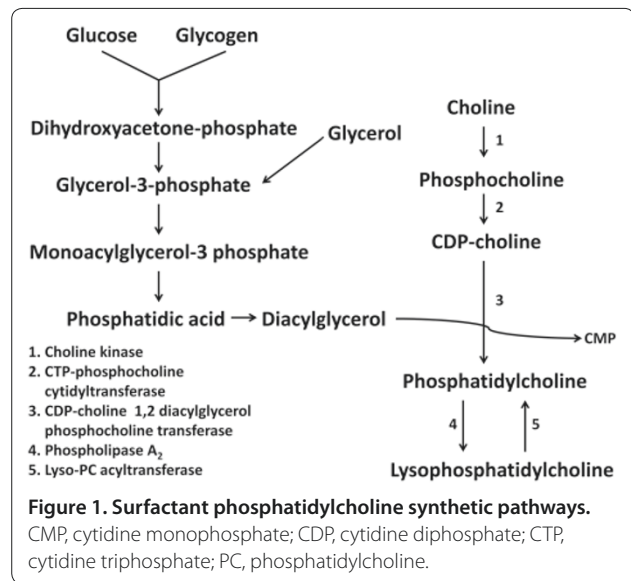 Glucose Glycogen
Dihydroxyacetone-phosphate
Glycerol
Glycerol-3-phosphate
Monoacylglycerol-3 phosphate
Phosphatidic acid
Diacylglycerol
Choline
1
Phosphocholine
2
CDP-choline
3
CMP
Phosphatidylcholine
4
5
Lysophosphatidylcholine
1. Choline kinase
2. CTP-phosphocholine
cytidyltransferase
3. CDP-choline 1,2 diacylglycerol
phosphocholine transferase
4. Phospholipase A₂
5. Lyso-PC acyltransferase
Figure 1. Surfactant phosphatidylcholine synthetic pathways.
CMP, cytidine monophosphate; CDP, cytidine diphosphate; CTP,
cytidine triphosphate; PC, phosphatidylcholine.